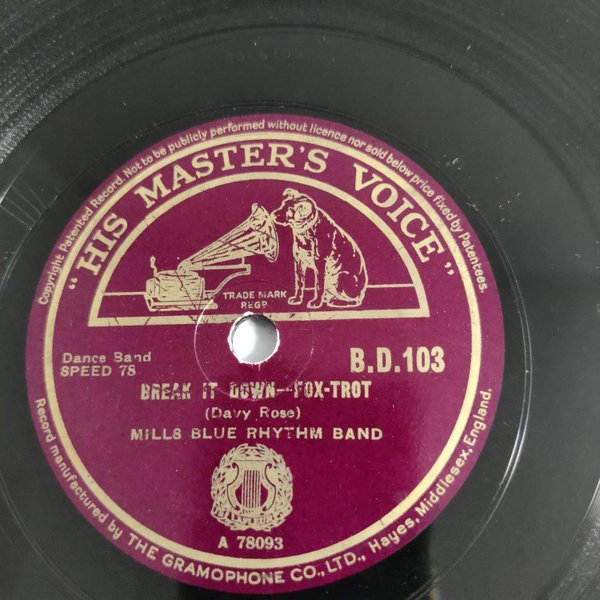 Copyright Patented Record. Not to be publicly performed without licence nor sold below price fixed by Patentees.
"HIS MASTER'S VOICE"
TRADE MARK
REGD
Dance Band
SPEED 78
B.D.103
BREAK IT DOWN—FOX-TROT
(Davy Rose)
MILLS BLUE RHYTHM BAND
A 78093
Record manufactured by THE GRAMOPHONE CO., LTD., Hayes, Middlesex, England.